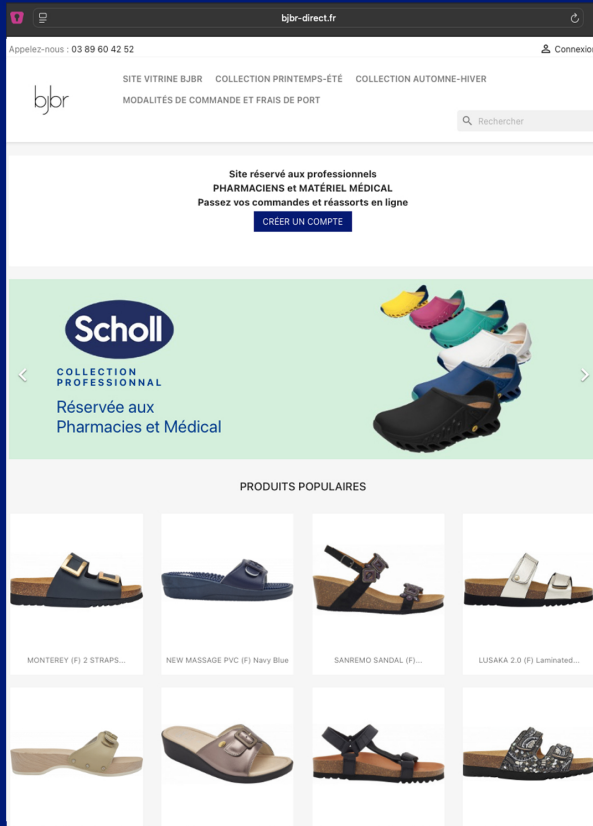 bjbr-direct.fr
Appelez-nous : 03 89 60 42 52
Connexion
bjbr
SITE VITRINE BJBR COLLECTION PRINTEMPS-ÉTÉ COLLECTION AUTOMNE-HIVER
MODALITÉS DE COMMANDE ET FRAIS DE PORT
Rechercher
Site réservé aux professionnels
PHARMACIENS et MATÉRIEL MÉDICAL
Passez vos commandes et réassorts en ligne
CRÉER UN COMPTE
Scholl
COLLECTION
PROFESSIONNAL
Réservée aux
Pharmacies et Médical
PRODUITS POPULAIRES
MONTEREY (F) 2 STRAPS...
NEW MASSAGE PVC (F) Navy Blue
SANREMO SANDAL (F)...
LUSAKA 2.0 (F) Laminated...